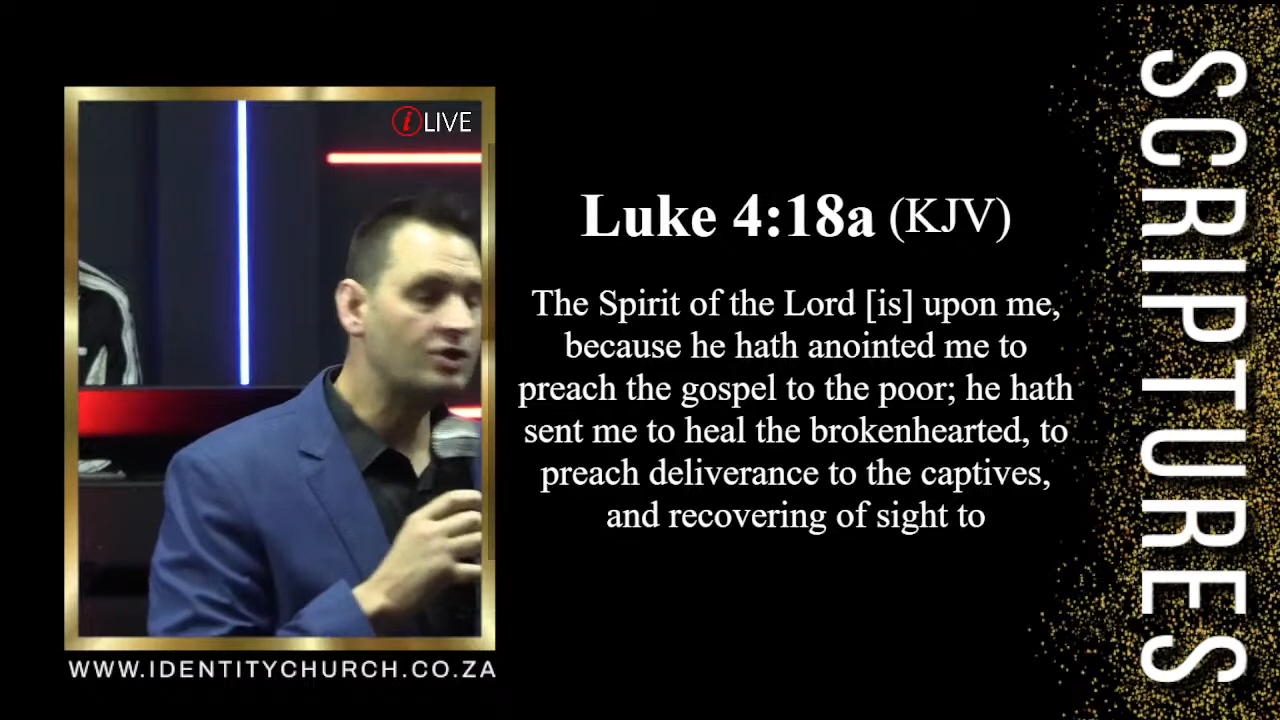 i LIVE
Luke 4:18a (KJV)
The Spirit of the Lord [is] upon me,
because he hath anointed me to
preach the gospel to the poor; he hath
sent me to heal the brokenhearted, to
preach deliverance to the captives,
and recovering of sight to
WWW.IDENTITYCHURCH.CO.ZA
SCRIPTURES